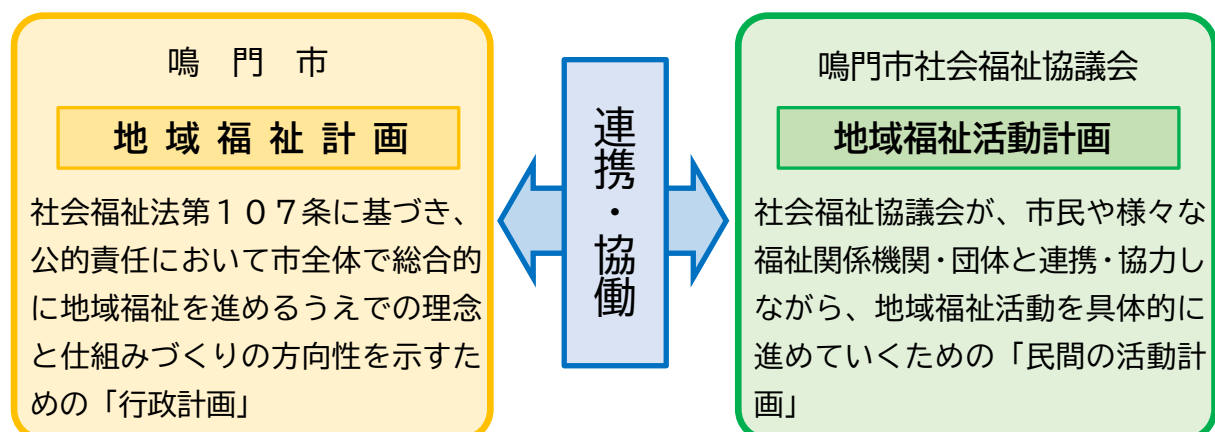 鳴　門　市
地 域 福 祉 計 画
社会福祉法第１０７条に基づき、
公的責任において市全体で総合的
に地域福祉を進めるうえでの理念
と仕組みづくりの方向性を示すた
めの「行政計画」
連携・協働
鳴門市社会福祉協議会
地域福祉活動計画
社会福祉協議会が、市民や様々な
福祉関係機関・団体と連携・協力し
ながら、地域福祉活動を具体的に
進めていくための「民間の活動計
画」